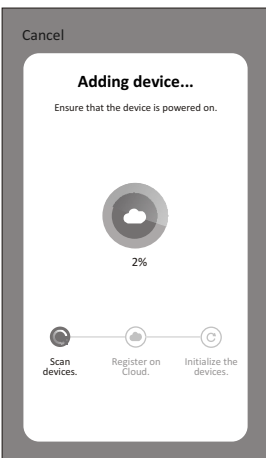 Cancel
Adding device...
Ensure that the device is powered on.
2%
Scan
devices.
Register on
Cloud.
Initialize the
devices.